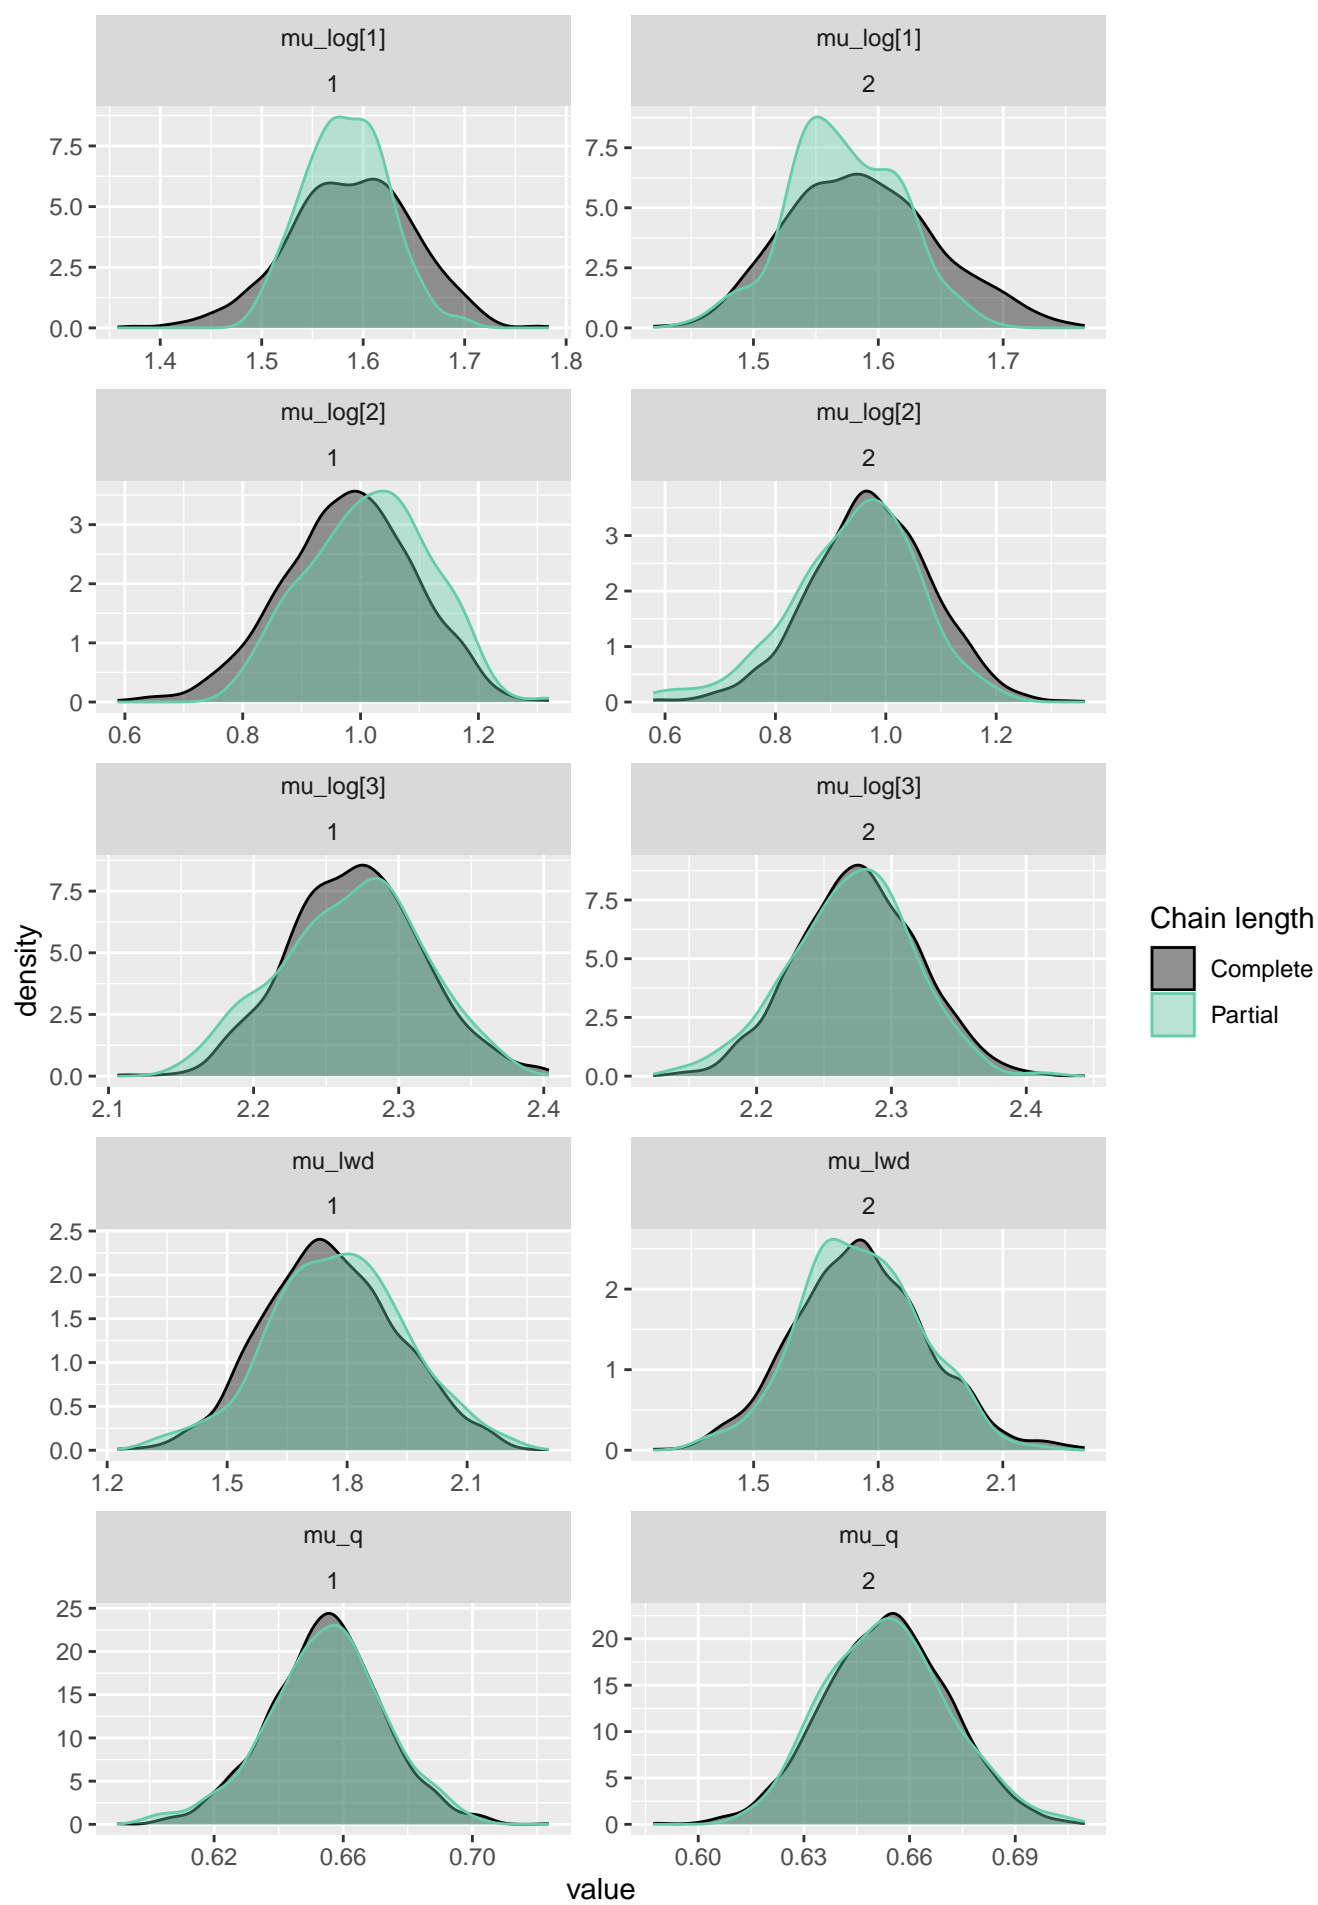 mu_log[1]
1
7.5
5.0
2.5
0.0
1.4 1.5 1.6 1.7 1.8
mu_log[1]
2
7.5
5.0
2.5
0.0
1.5 1.6 1.7
mu_log[2]
1
3
2
1
0
0.6 0.8 1.0 1.2
mu_log[2]
2
3
2
1
0
0.6 0.8 1.0 1.2
mu_log[3]
1
7.5
5.0
2.5
0.0
2.1 2.2 2.3 2.4
mu_log[3]
2
7.5
5.0
2.5
0.0
2.2 2.3 2.4
mu_lwd
1
2.5
2.0
1.5
1.0
0.5
0.0
1.2 1.5 1.8 2.1
mu_lwd
2
2
1
0
1.5 1.8 2.1
mu_q
1
25
20
15
10
5
0
0.62 0.66 0.70
mu_q
2
20
15
10
5
0
0.60 0.63 0.66 0.69
value
density
Chain length
Complete
Partial